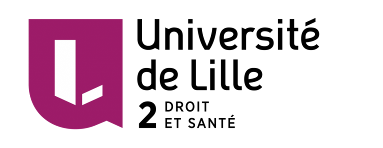 Université
de Lille
2 DROIT
ET SANTÉ